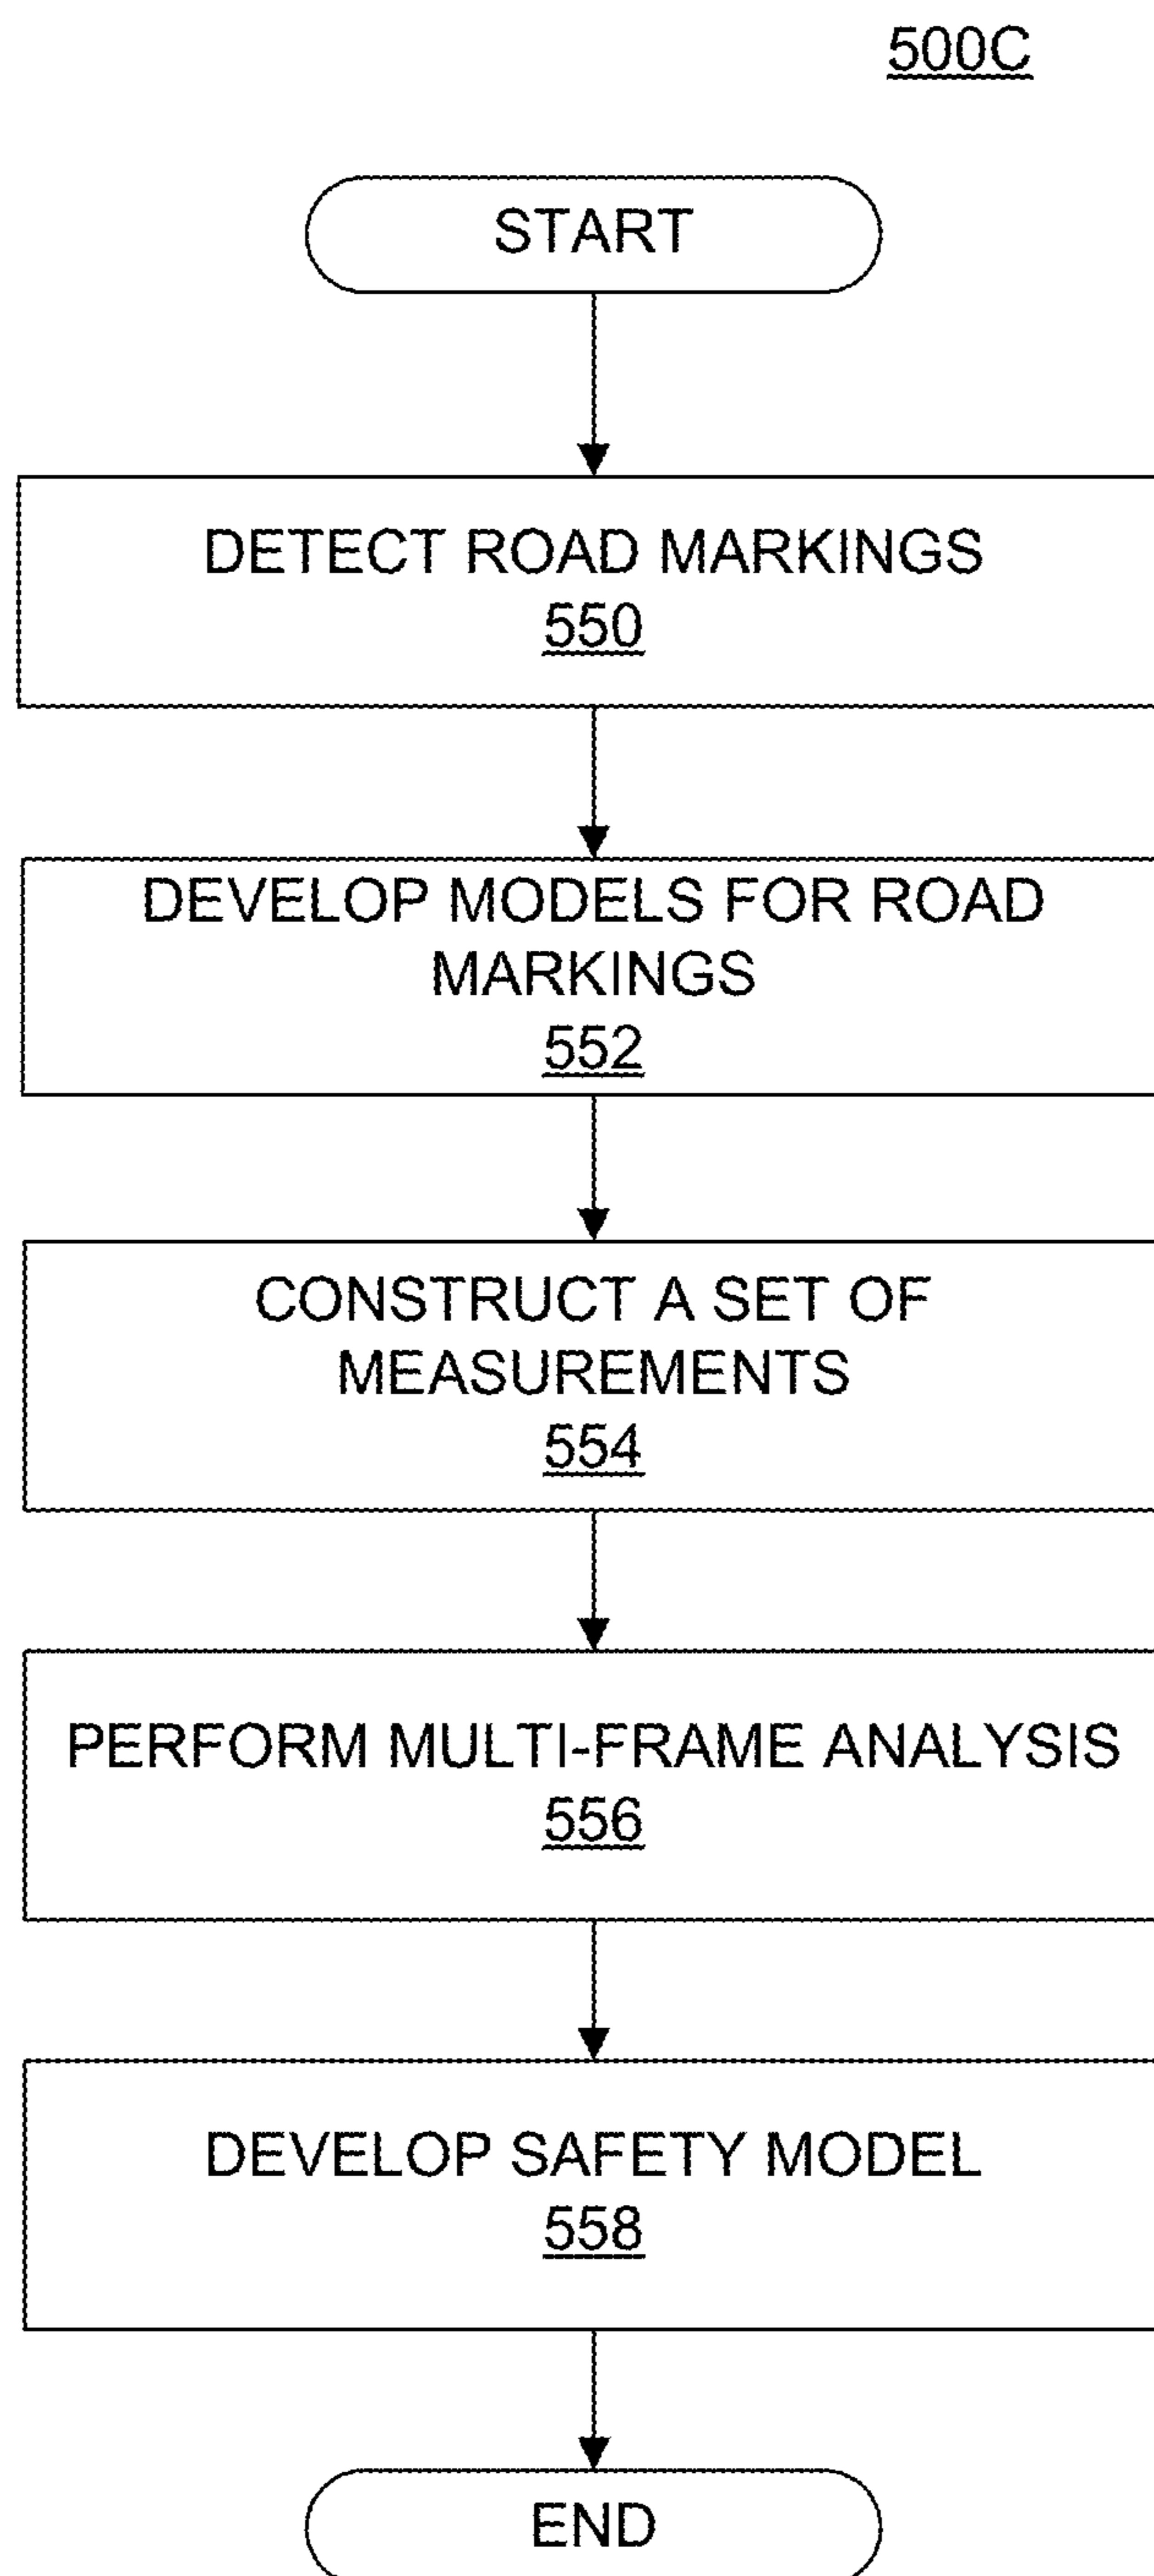 500C
START
DETECT ROAD MARKINGS
550
DEVELOP MODELS FOR ROAD
MARKINGS
552
CONSTRUCT A SET OF
MEASUREMENTS
554
PERFORM MULTI-FRAME ANALYSIS
556
DEVELOP SAFETY MODEL
558
END